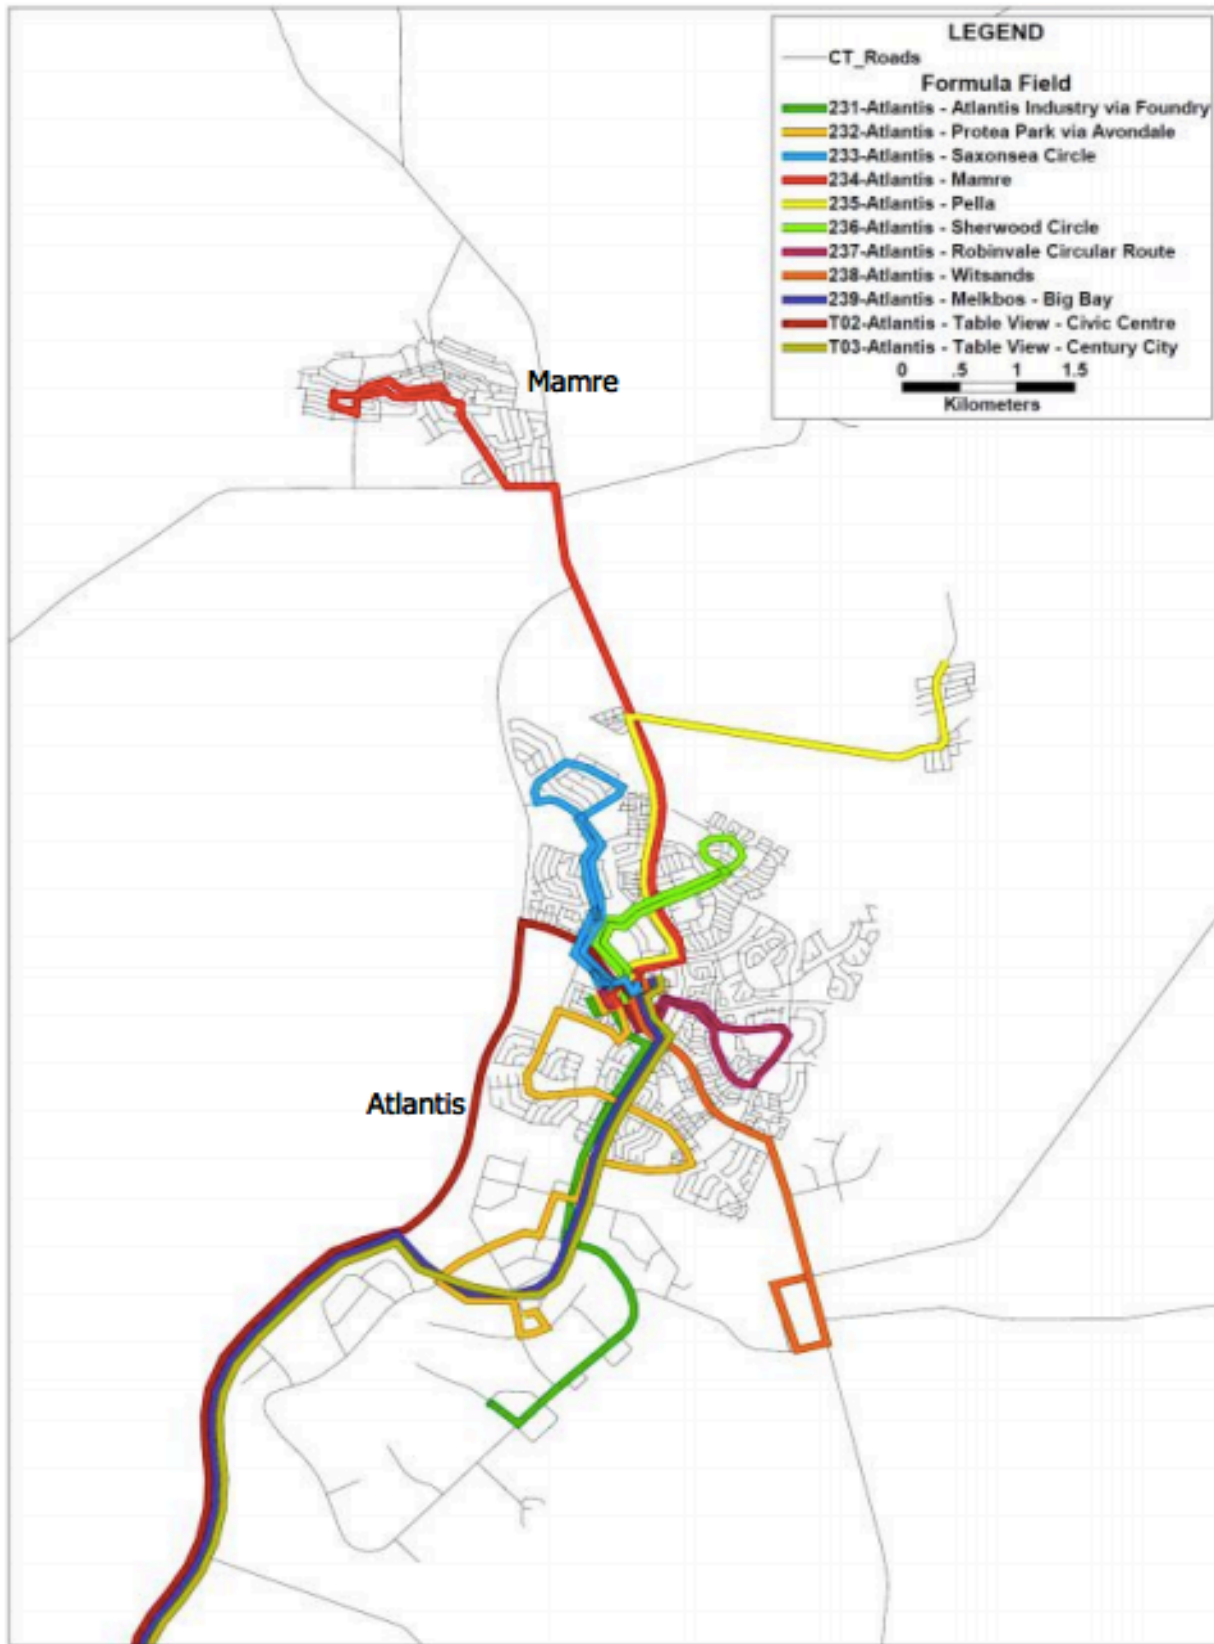 LEGEND
CT_Roads
Formula Field
231-Atlantis - Atlantis Industry via Foundry
232-Atlantis - Protea Park via Avondale
233-Atlantis - Saxonsea Circle
234-Atlantis - Mamre
235-Atlantis - Pella
236-Atlantis - Sherwood Circle
237-Atlantis - Robinvale Circular Route
238-Atlantis - Witsands
239-Atlantis - Melkbos - Big Bay
T02-Atlantis - Table View - Civic Centre
T03-Atlantis - Table View - Century City
0 .5 1 1.5
Kilometers
Mamre
Atlantis